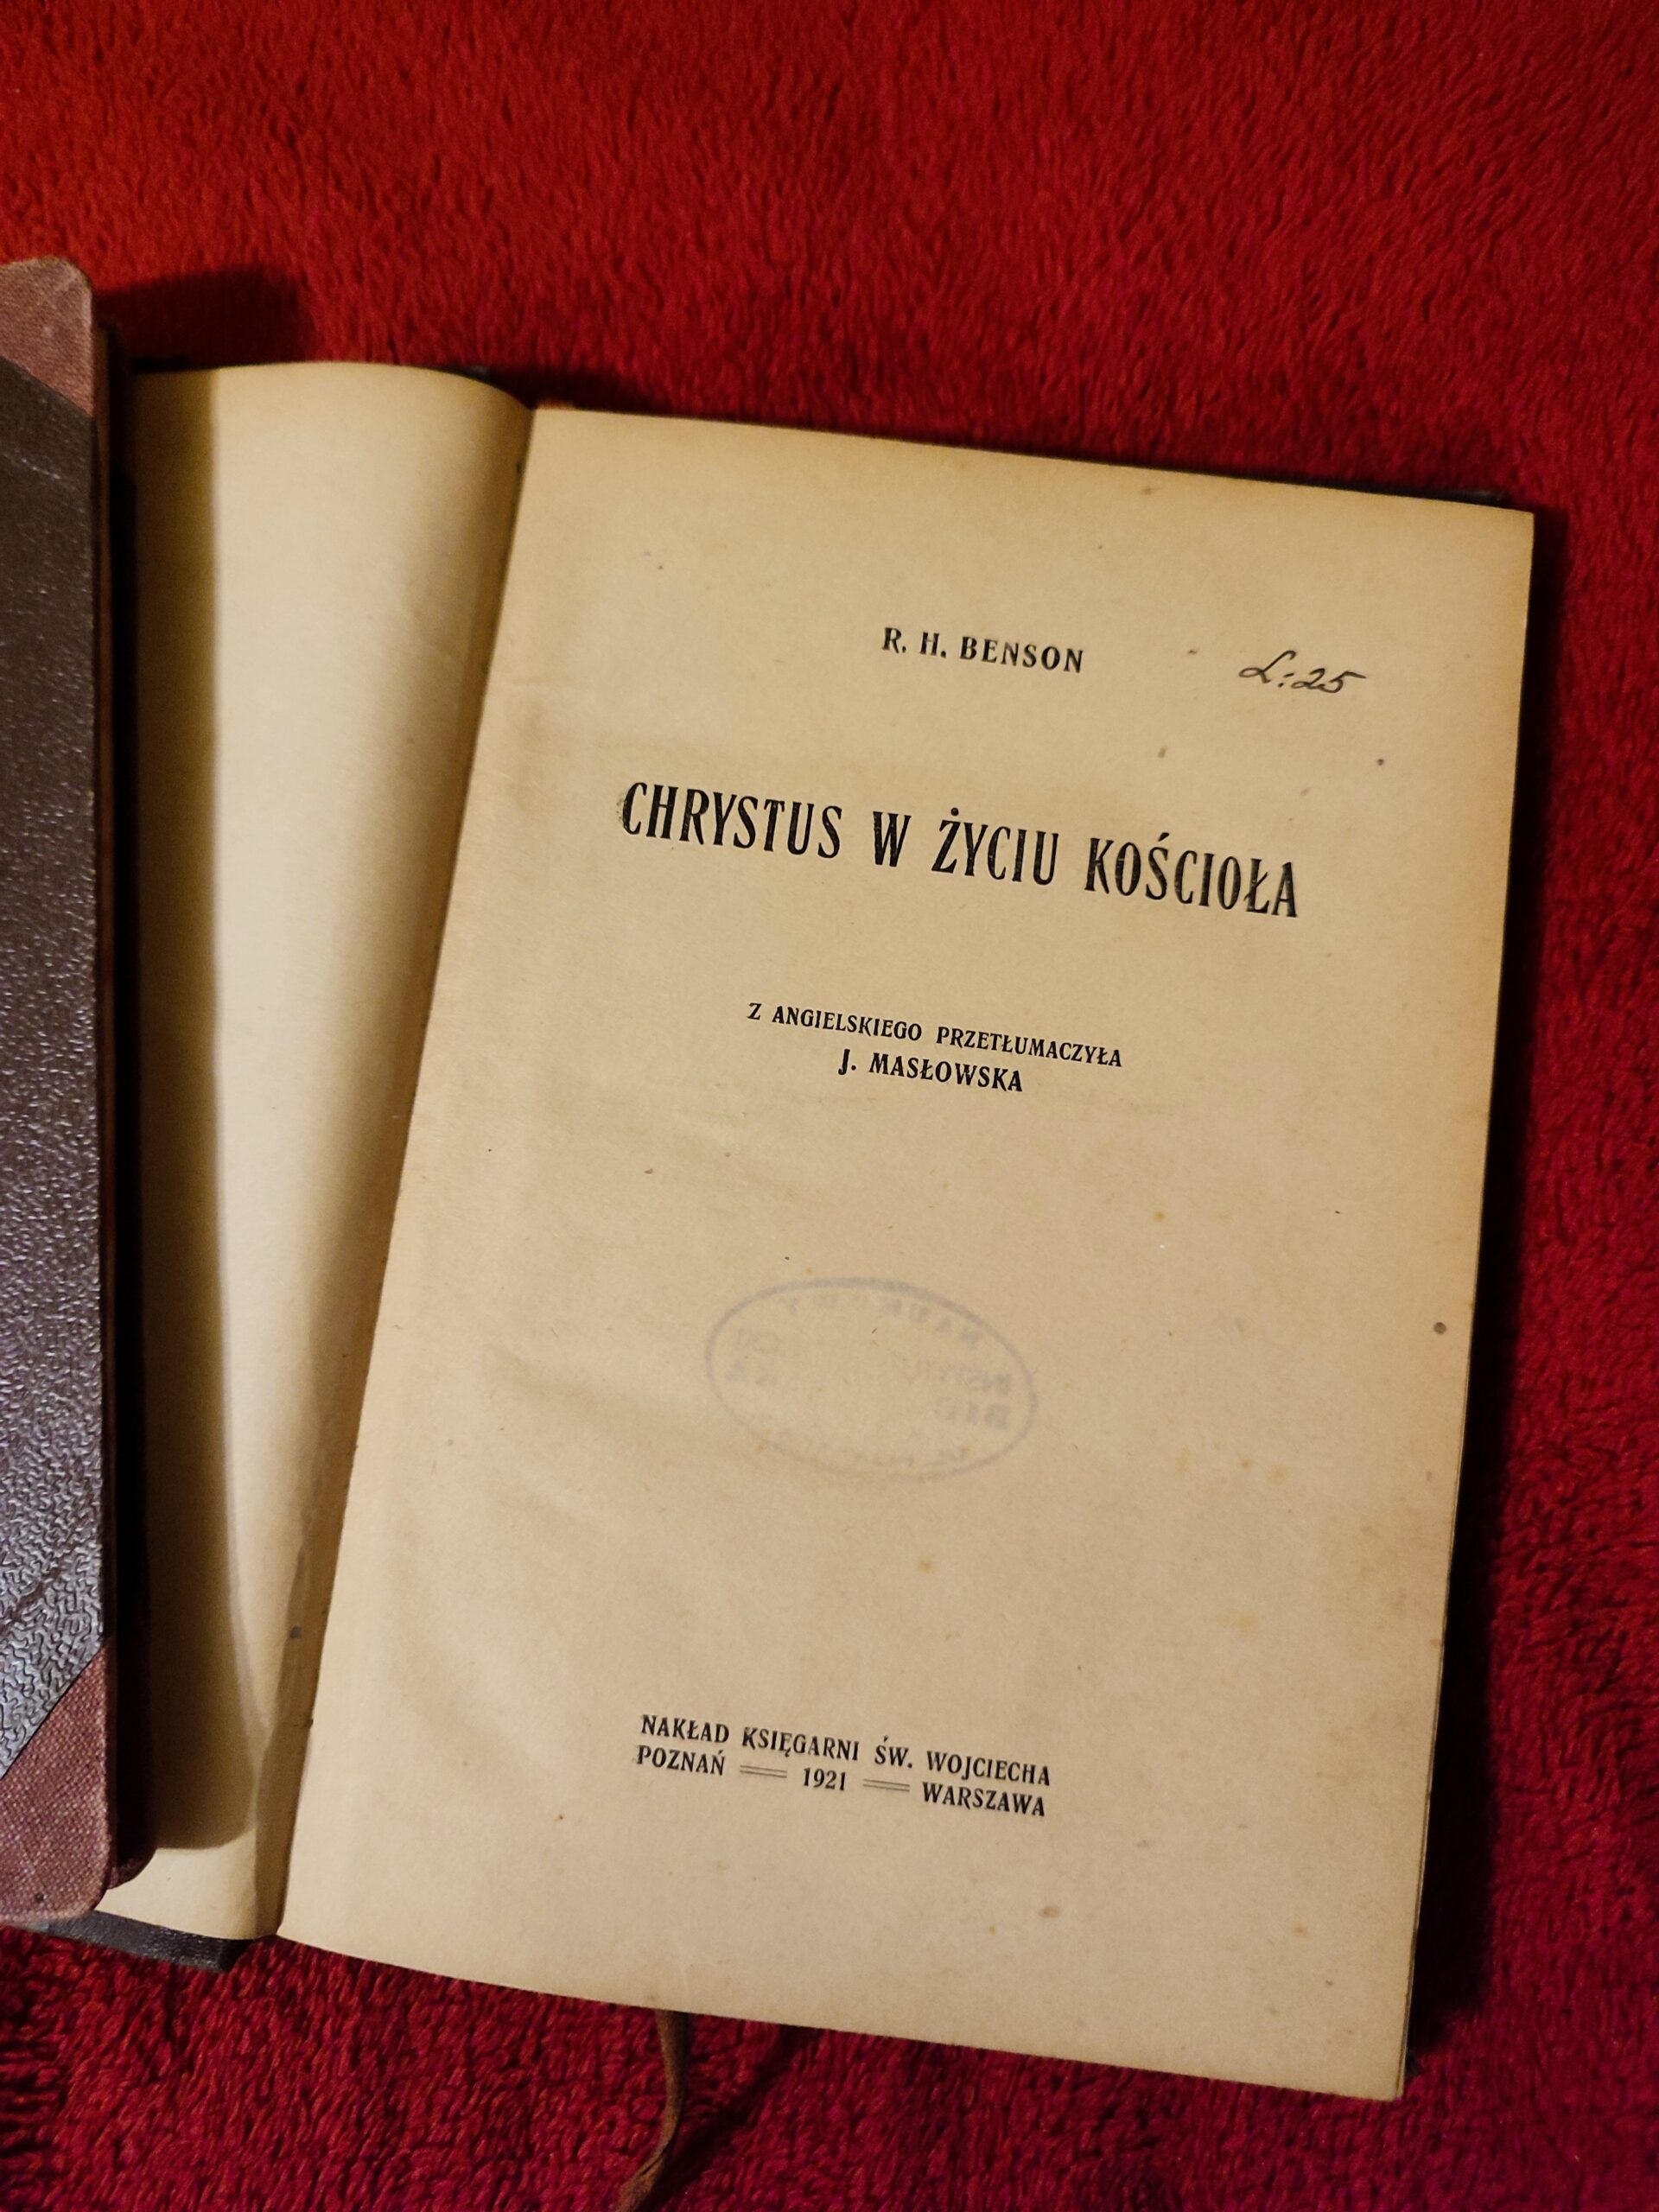 R. H. BENSON
L:25
CHRYSTUS W ŻYCIU KOŚCIOŁA
Z ANGIELSKIEGO PRZETŁUMACZYŁA
J. MASŁOWSKA
NAKŁAD KSIĘGARNI ŚW. WOJCIECHA
POZNAŃ 1921 WARSZAWA